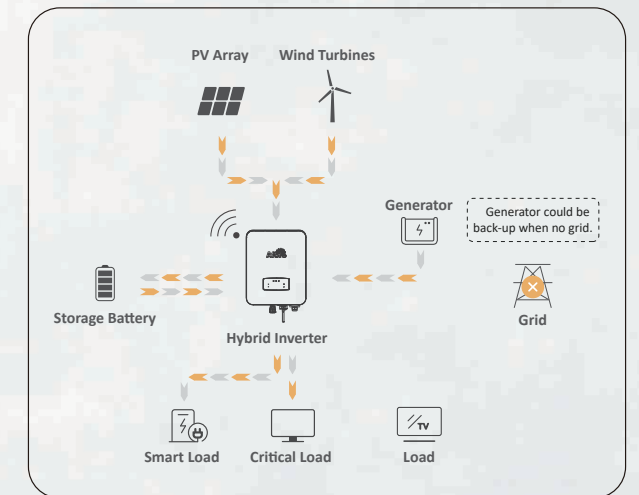 PV Array
Wind Turbines
Generator
Generator could be
back-up when no grid.
Storage Battery
Hybrid Inverter
Grid
TV
Smart Load
Critical Load
Load